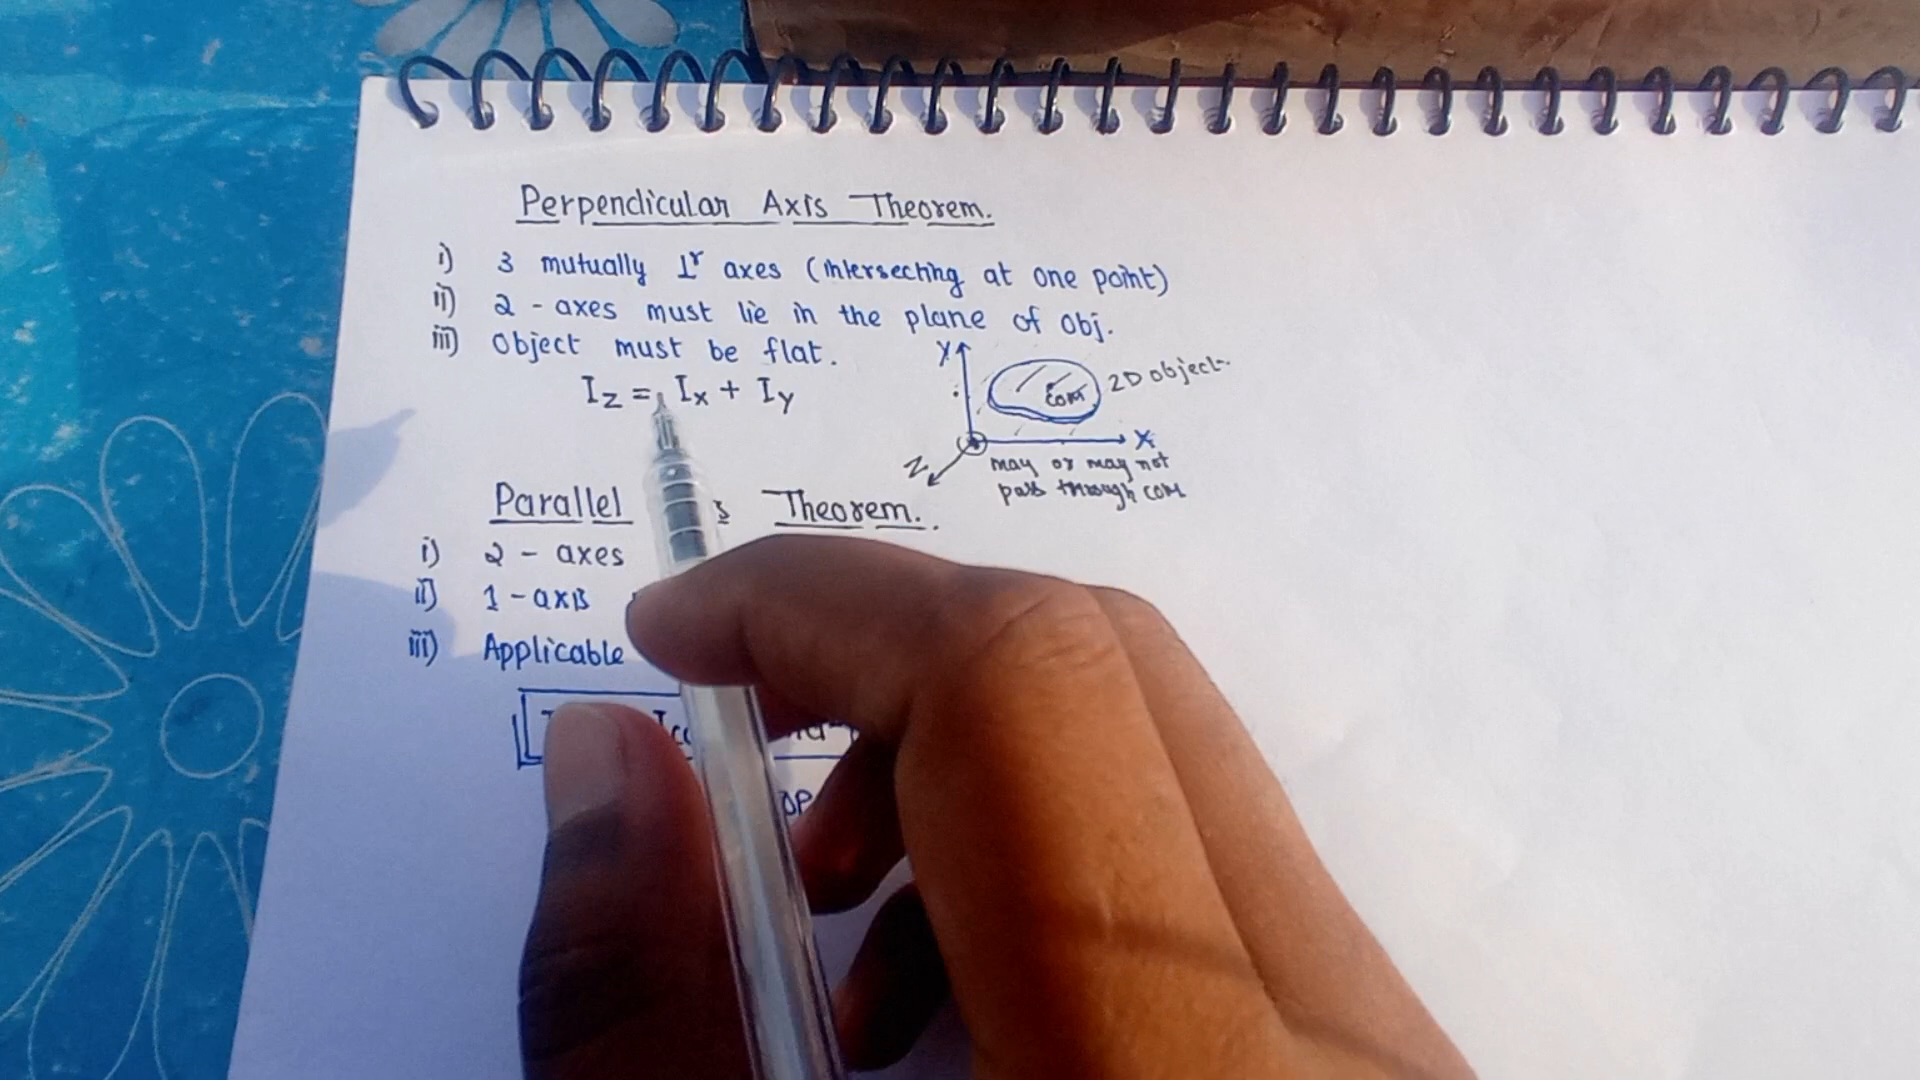 Perpendicular Axis Theorem.
i) 3 mutually ⊥r axes (intersecting at one point)
ii) 2 - axes must lie in the plane of obj.
iii) Object must be flat.
Iz = Ix + Iy
Y
COM
2D object
X
Z
may or may not
pass through COM
Parallel Theorem.
i) 2 - axes
ii) 1 - axis
iii) Applicable